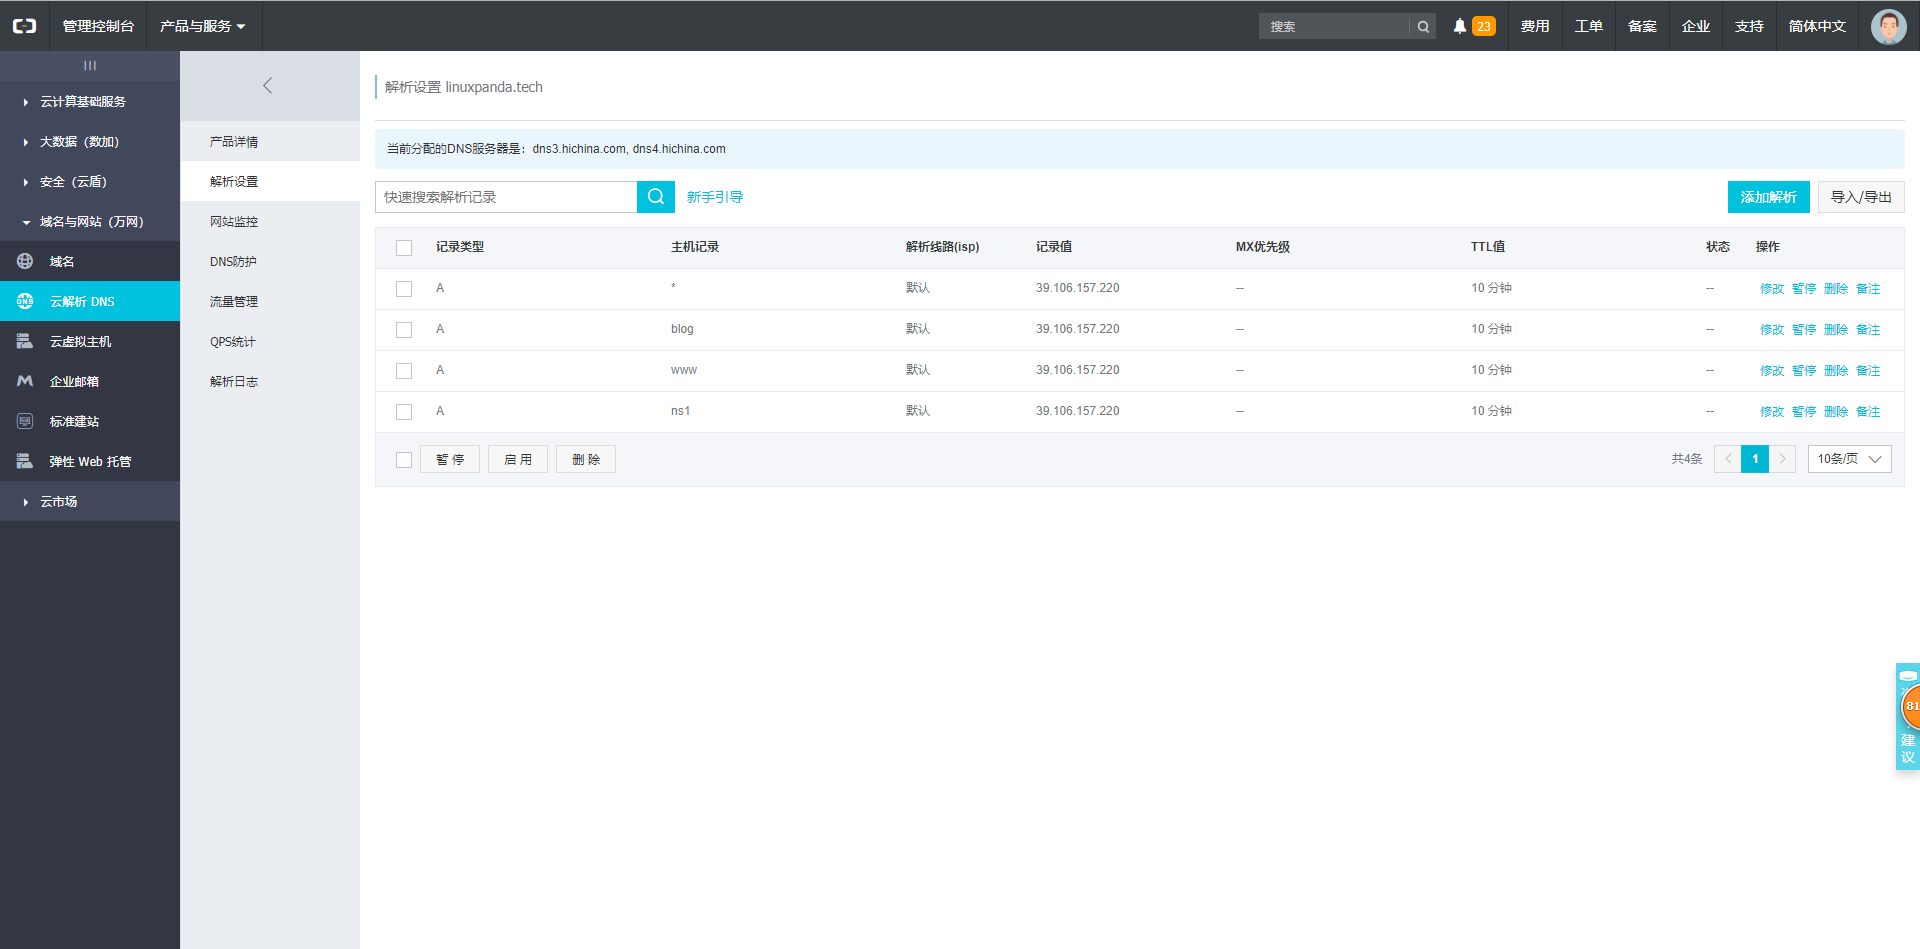 管理控制台 产品与服务 搜索 23 费用 工单 备案 企业 支持 简体中文
云计算基础服务
大数据（数加）
安全（云盾）
域名与网站（万网）
域名
云解析 DNS
云虚拟主机
企业邮箱
标准建站
弹性 Web 托管
云市场
产品详情
解析设置
网站监控
DNS防护
流量管理
QPS统计
解析日志
解析设置 linuxpanda.tech
当前分配的DNS服务器是：dns3.hichina.com, dns4.hichina.com
快速搜索解析记录 新手引导 添加解析 导入/导出
记录类型 主机记录 解析线路(isp) 记录值 MX优先级 TTL值 状态 操作
A * 默认 39.106.157.220 -- 10 分钟 -- 修改 暂停 删除 备注
A blog 默认 39.106.157.220 -- 10 分钟 -- 修改 暂停 删除 备注
A www 默认 39.106.157.220 -- 10 分钟 -- 修改 暂停 删除 备注
A ns1 默认 39.106.157.220 -- 10 分钟 -- 修改 暂停 删除 备注
暂 停 启 用 删 除 共4条 1 10条/页
81
建
议